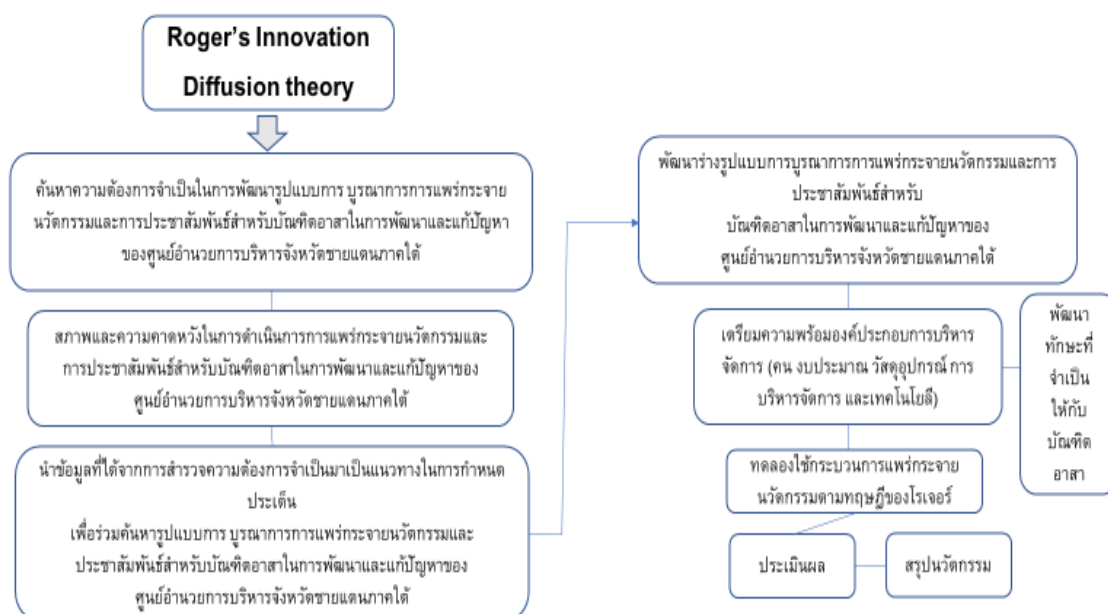 Roger's Innovation
Diffusion theory
ค้นหาความต้องการจำเป็นในการพัฒนารูปแบบการ บูรณาการการแพร่กระจาย
นวัตกรรมและการประชาสัมพันธ์สำหรับบัณฑิตอาสาในการพัฒนาและแก้ปัญหา
ของศูนย์อำนวยการบริหารจังหวัดชายแดนภาคใต้
สภาพและความคาดหวังในการดำเนินการการแพร่กระจายนวัตกรรมและ
การประชาสัมพันธ์สำหรับบัณฑิตอาสาในการพัฒนาและแก้ปัญหาของ
ศูนย์อำนวยการบริหารจังหวัดชายแดนภาคใต้
นำข้อมูลที่ได้จากการสำรวจความต้องการจำเป็นมาเป็นแนวทางในการกำหนด
ประเด็น
เพื่อร่วมค้นหารูปแบบการ บูรณาการการแพร่กระจายนวัตกรรมและ
ประชาสัมพันธ์สำหรับบัณฑิตอาสาในการพัฒนาและแก้ปัญหาของ
ศูนย์อำนวยการบริหารจังหวัดชายแดนภาคใต้
พัฒนาร่างรูปแบบการบูรณาการการแพร่กระจายนวัตกรรมและการ
ประชาสัมพันธ์สำหรับ
บัณฑิตอาสาในการพัฒนาและแก้ปัญหาของ
ศูนย์อำนวยการบริหารจังหวัดชายแดนภาคใต้
เตรียมความพร้อมองค์ประกอบการบริหาร
จัดการ (คน งบประมาณ วัสดุอุปกรณ์ การ
บริหารจัดการ และเทคโนโยลี)
พัฒนา
ทักษะที่
จำเป็น
ให้กับ
บัณฑิต
อาสา
ทดลองใช้กระบวนการแพร่กระจาย
นวัตกรรมตามทฤษฎีของโรเจอร์
ประเมินผล
สรุปนวัตกรรม